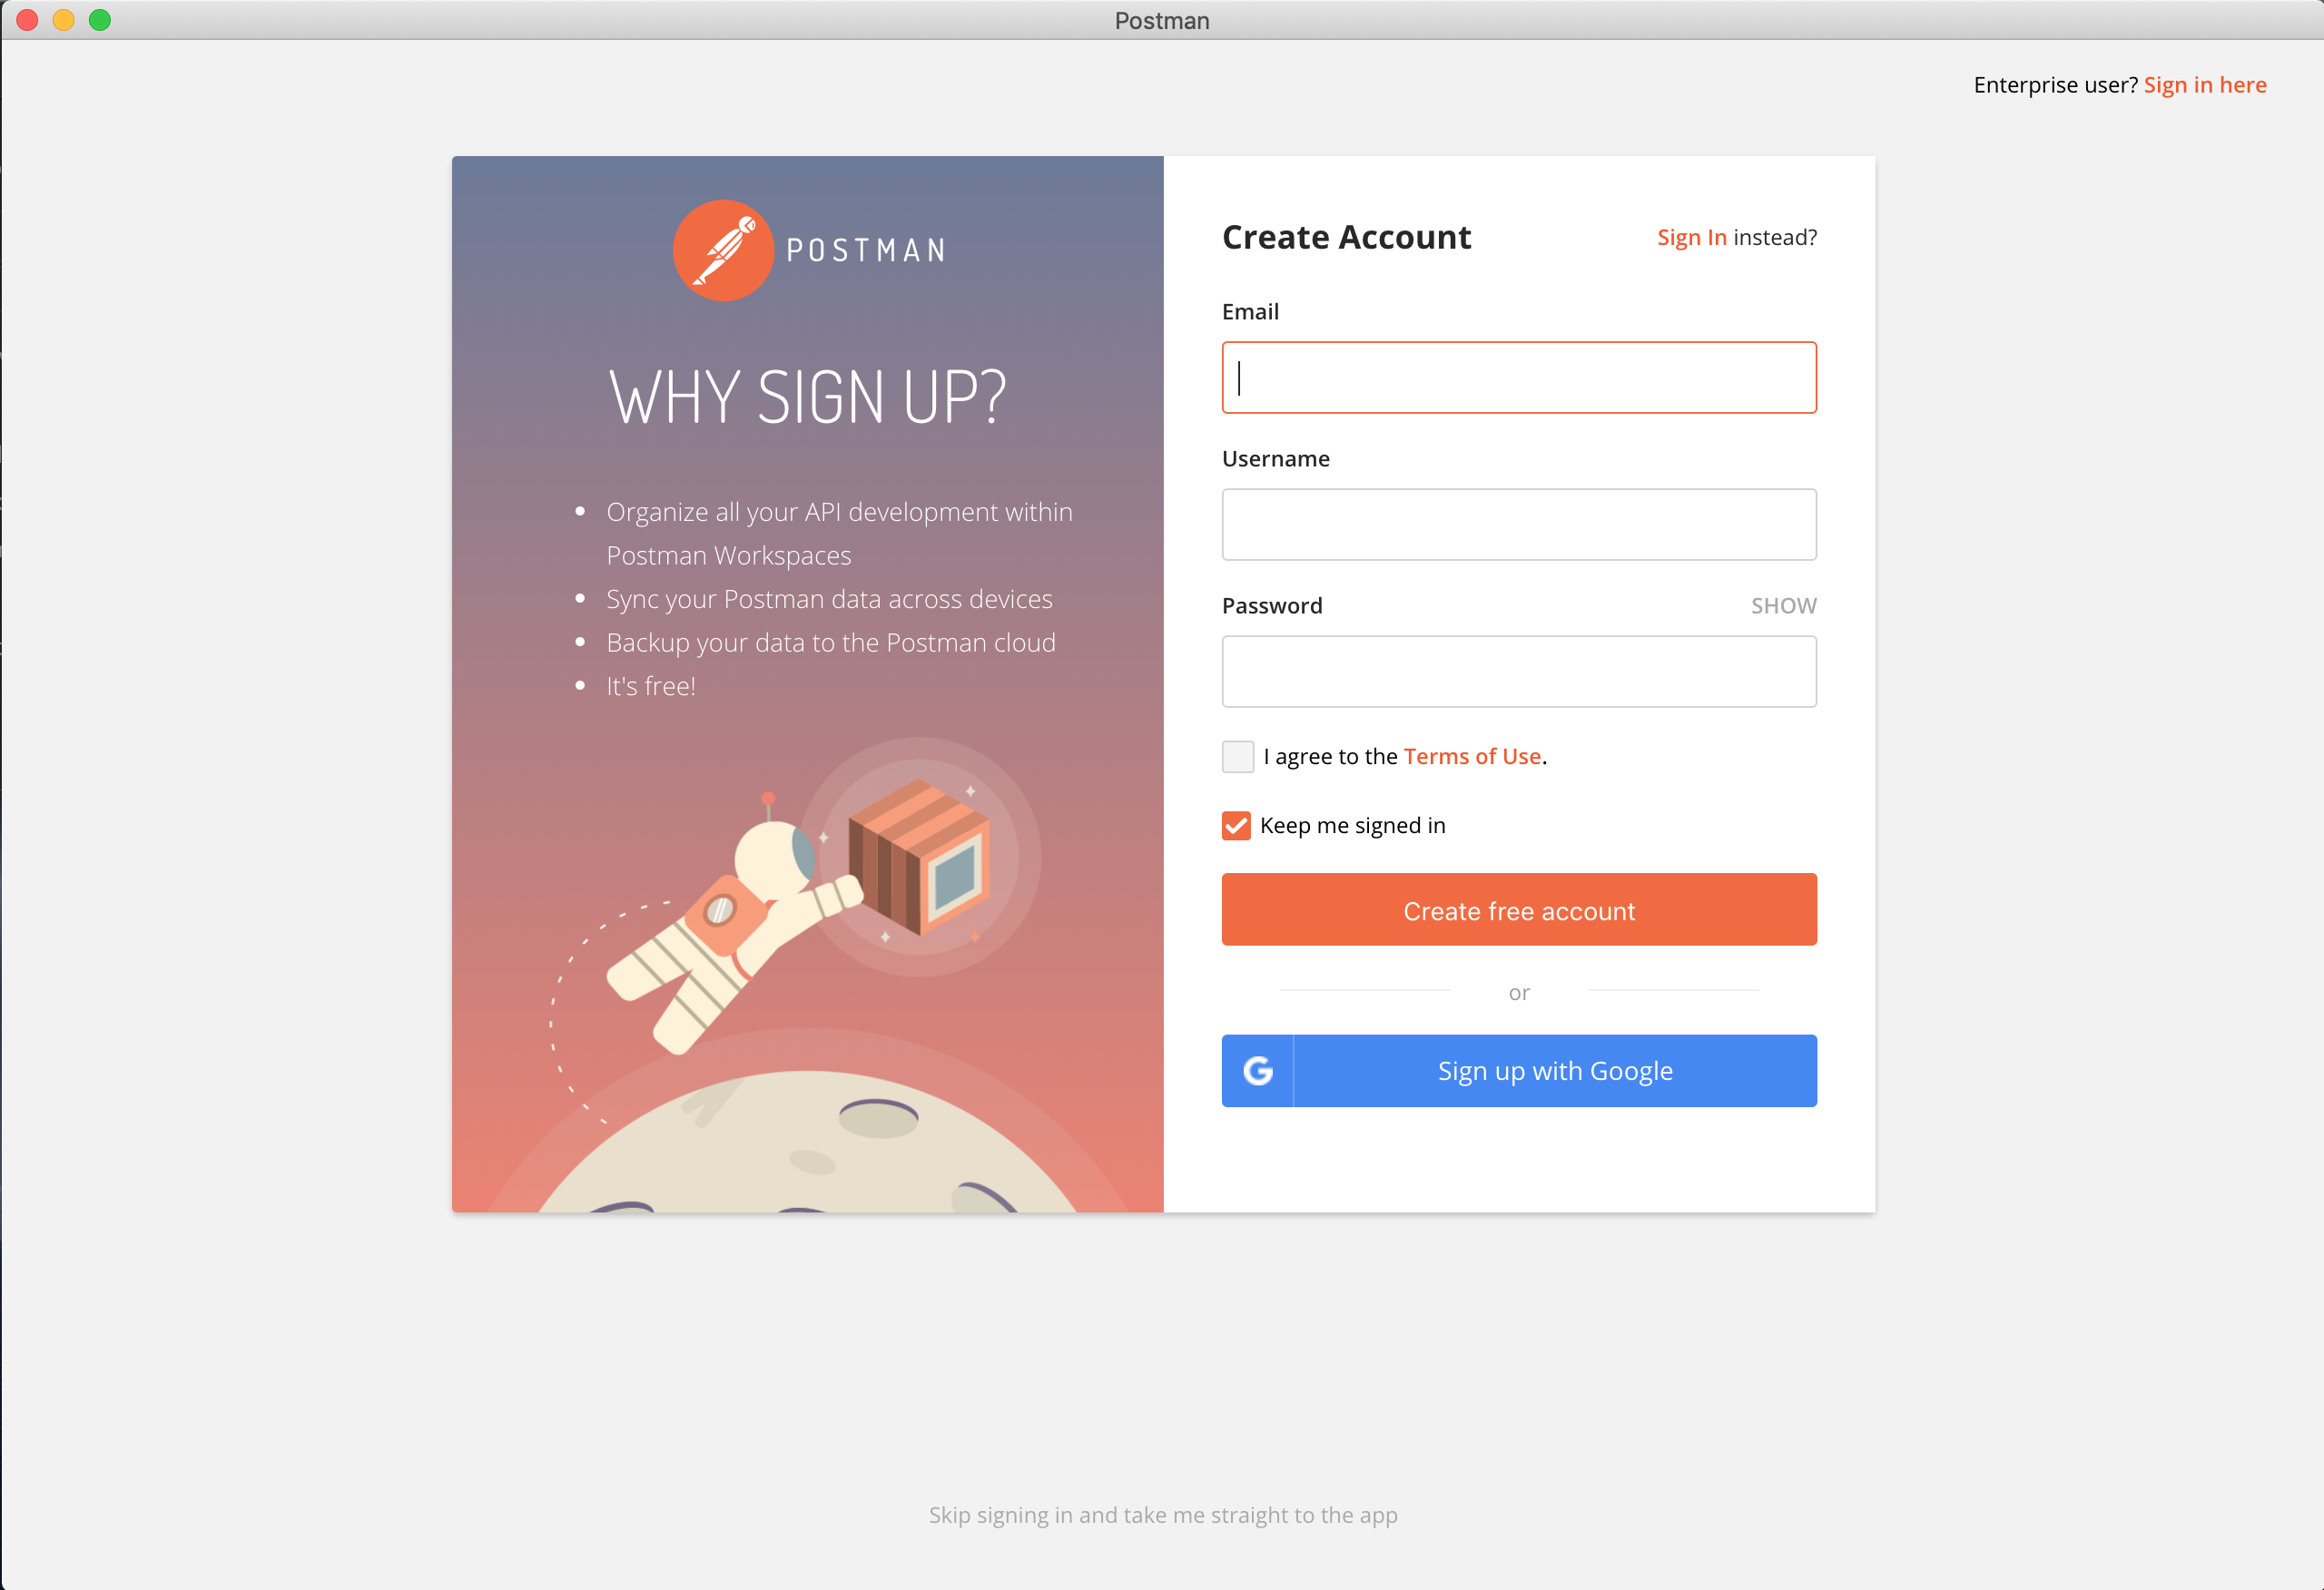 Postman
Enterprise user? Sign in here
POSTMAN
WHY SIGN UP?
Organize all your API development within
Postman Workspaces
Sync your Postman data across devices
Backup your data to the Postman cloud
It's free!
Create Account
Sign In instead?
Email
Username
Password
SHOW
I agree to the Terms of Use.
Keep me signed in
Create free account
or
G
Sign up with Google
Skip signing in and take me straight to the app